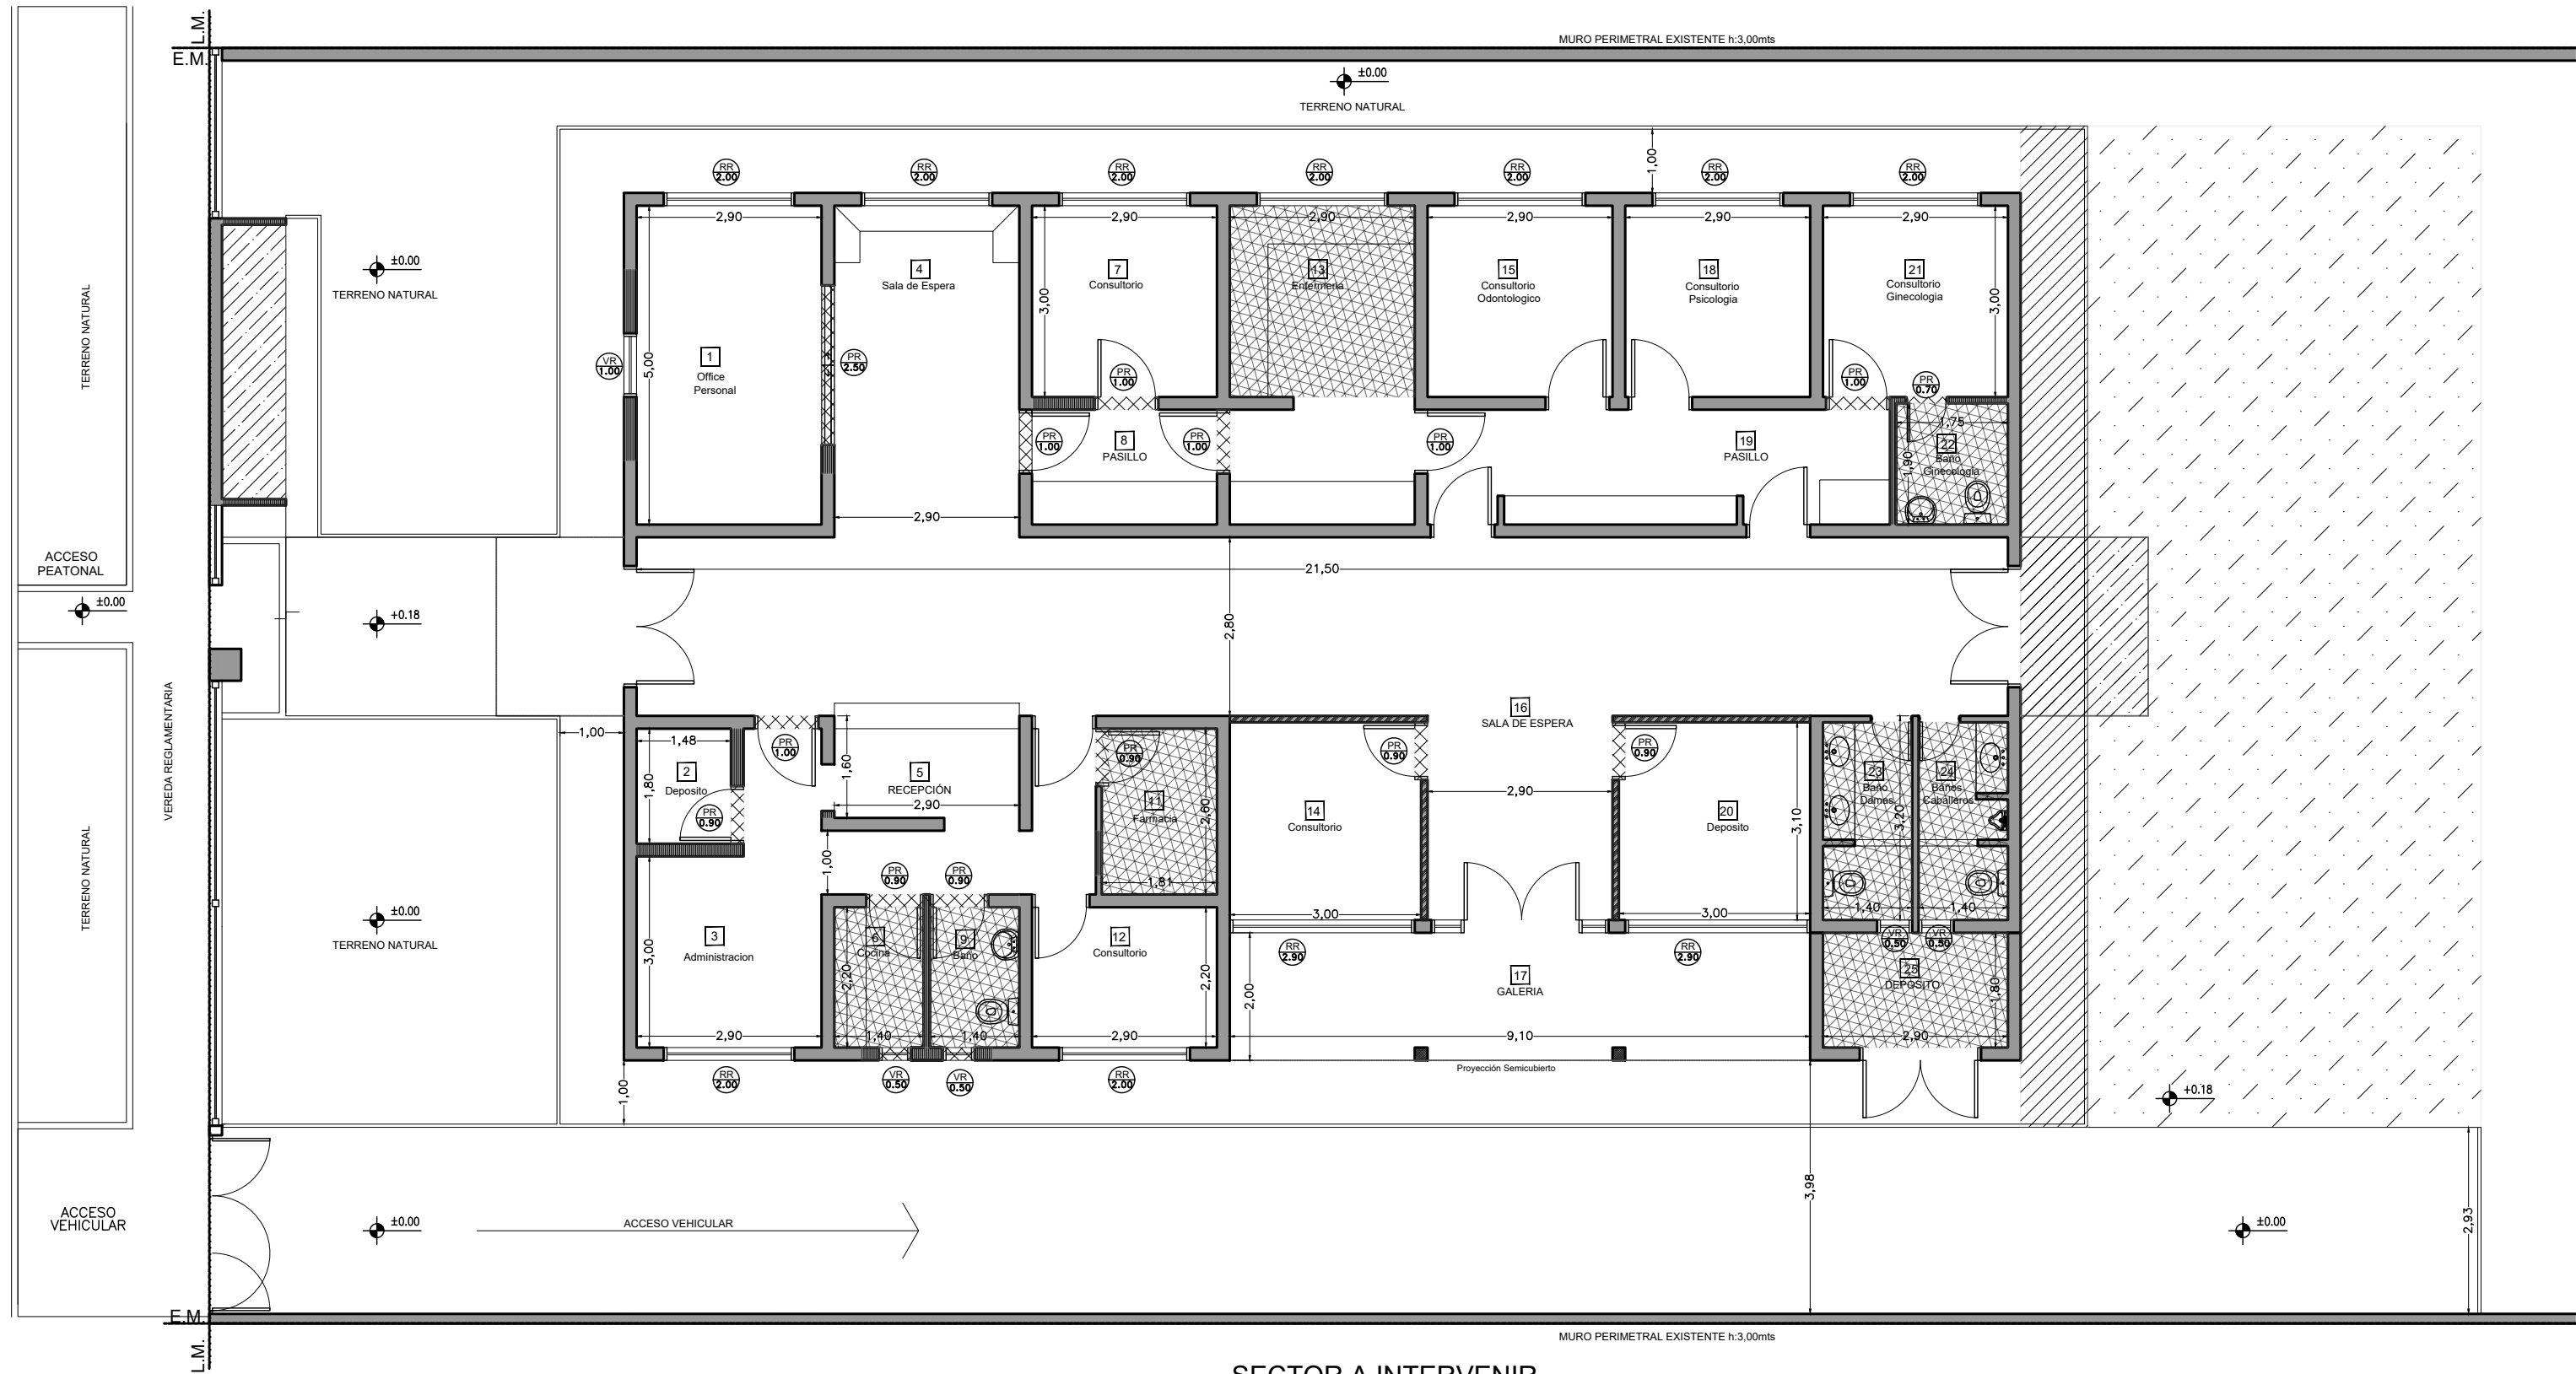 L.M.
E.M.
MURO PERIMETRAL EXISTENTE h:3,00mts
±0.00
TERRENO NATURAL
1,00
RR
2.00
RR
2.00
RR
2.00
RR
2.00
RR
2.00
RR
2.00
RR
2.00
2,90
2,90
2,90
2,90
2,90
2,90
TERRENO NATURAL
±0.00
TERRENO NATURAL
4
Sala de Espera
7
Consultorio
3,00
13
Enfermeria
15
Consultorio
Odontologico
18
Consultorio
Psicologia
21
Consultorio
Ginecologia
3,00
VR
1.00
5,00
1
Office
Personal
PR
2.50
PR
1.00
PR
1.00
PR
0.70
PR
1.00
8
PASILLO
PR
1.00
PR
1.00
19
PASILLO
1,75
22
Baño
Ginecologia
1,90
2,90
ACCESO
PEATONAL
±0.00
+0.18
21,50
2,80
VEREDA REGLAMENTARIA
1,00
1,48
2
Deposito
1,80
PR
0.90
PR
1.00
1,60
5
RECEPCIÓN
2,90
PR
0.90
11
Farmacia
2,60
1,81
16
SALA DE ESPERA
PR
0.90
PR
0.90
14
Consultorio
2,90
20
Deposito
3,10
23
Baño
Damas
24
Baños
Caballeros
3,20
1,40
1,40
3,00
3,00
TERRENO NATURAL
±0.00
TERRENO NATURAL
1,00
PR
0.90
PR
0.90
3
Administracion
3,00
2,90
6
Cocina
2,20
1,40
9
Baño
1,40
12
Consultorio
2,20
2,90
RR
2.90
RR
2.90
2,00
17
GALERIA
9,10
VR
0.50
VR
0.50
25
DEPOSITO
1,80
2,90
Proyección Semicubierto
RR
2.00
VR
0.50
VR
0.50
RR
2.00
1,00
+0.18
3,98
2,93
ACCESO
VEHICULAR
±0.00
ACCESO VEHICULAR
±0.00
E.M.
L.M.
MURO PERIMETRAL EXISTENTE h:3,00mts
SECTOR A INTERVENIR